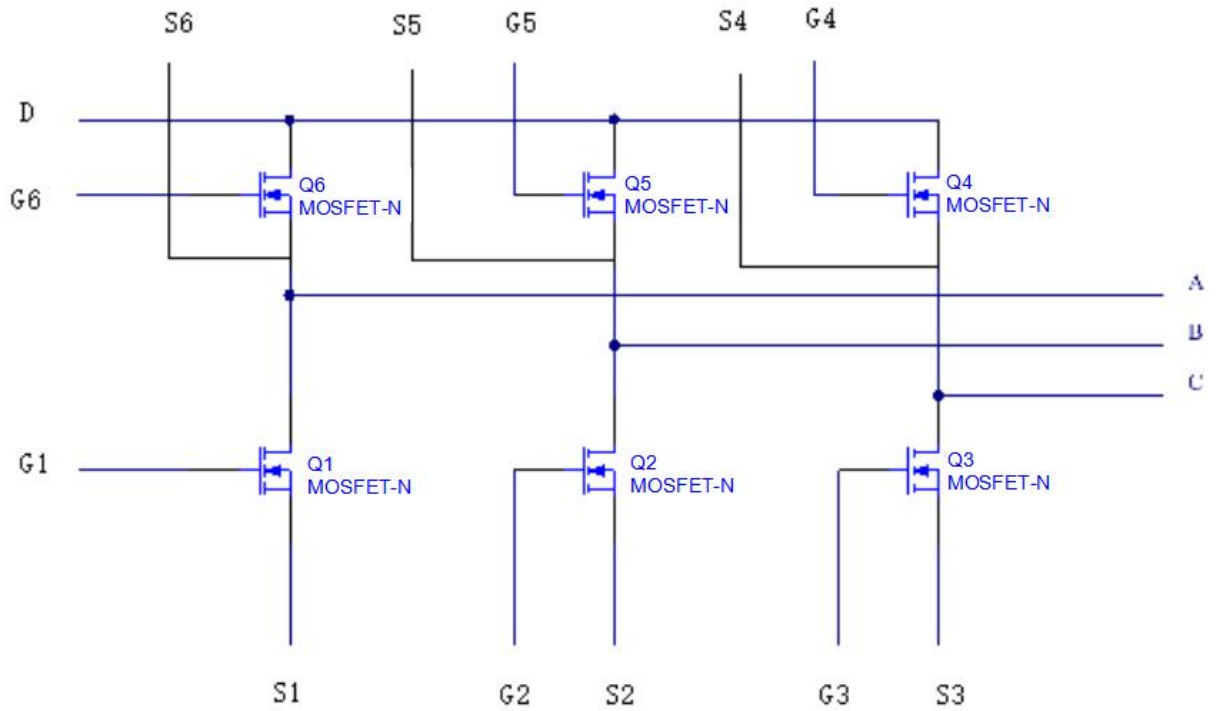 S6
S5
G5
S4
G4
D
G6
Q6
MOSFET-N
Q5
MOSFET-N
Q4
MOSFET-N
A
B
C
G1
Q1
MOSFET-N
Q2
MOSFET-N
Q3
MOSFET-N
S1
G2
S2
G3
S3